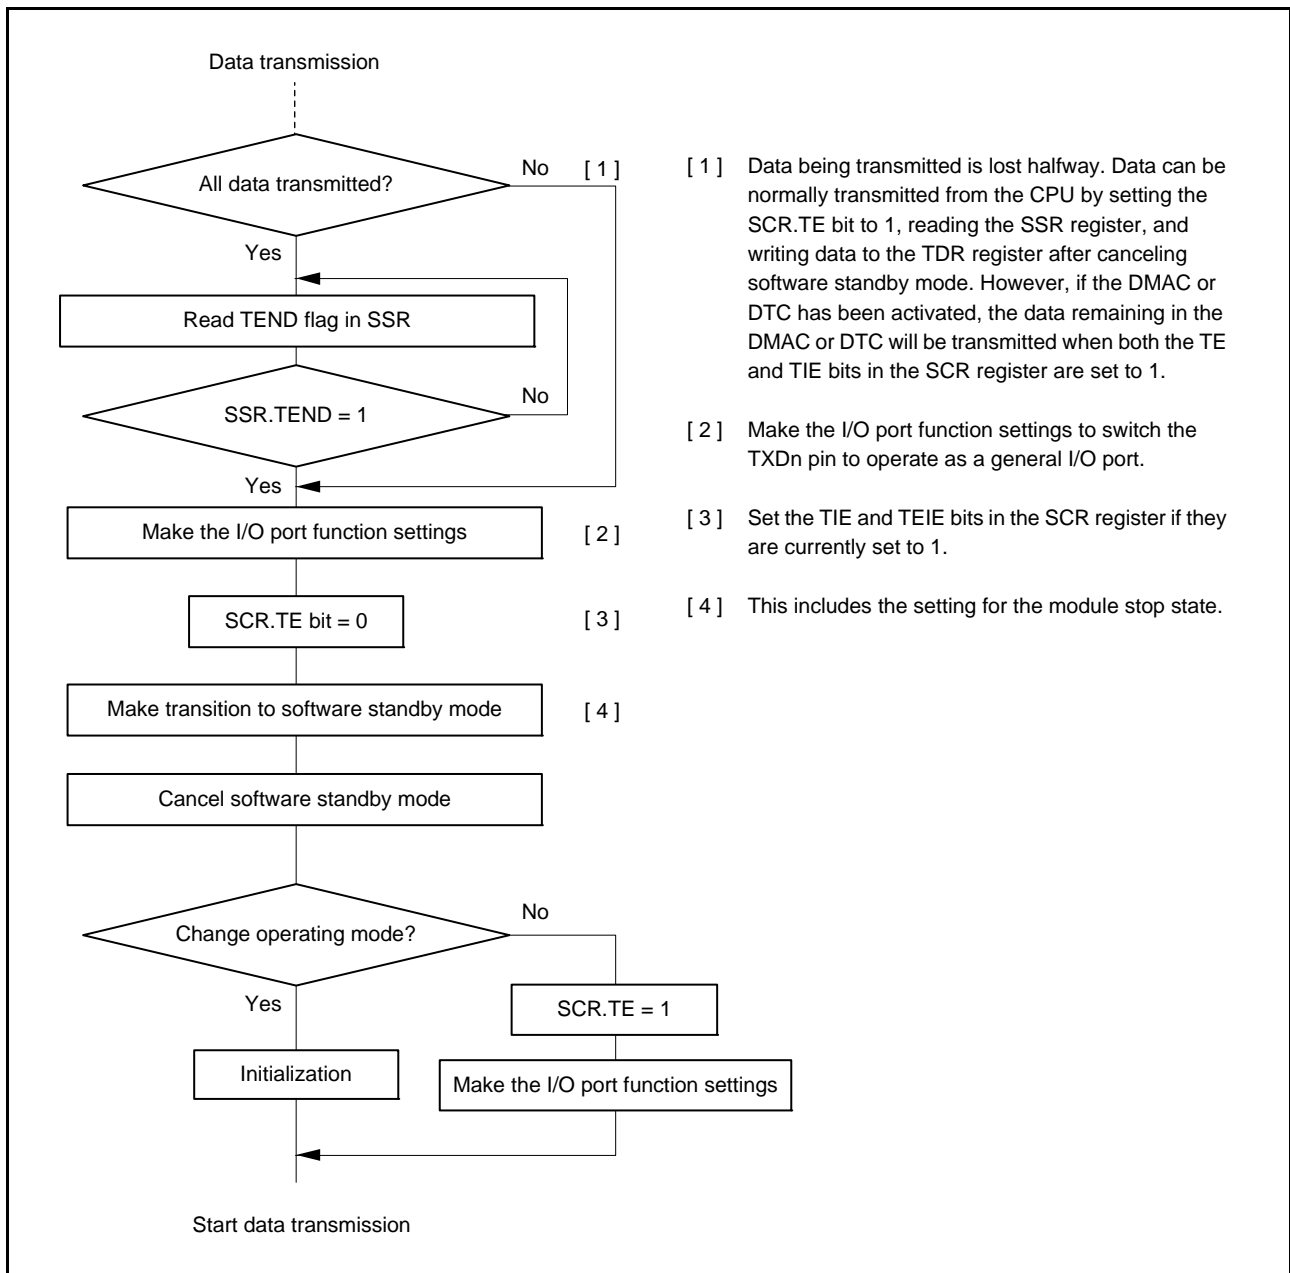 Data transmission
All data transmitted?
No
[ 1 ]
Yes
Read TEND flag in SSR
SSR.TEND = 1
No
Yes
Make the I/O port function settings
[ 2 ]
SCR.TE bit = 0
[ 3 ]
Make transition to software standby mode
[ 4 ]
Cancel software standby mode
Change operating mode?
No
Yes
SCR.TE = 1
Initialization
Make the I/O port function settings
Start data transmission
[ 1 ] Data being transmitted is lost halfway. Data can be
normally transmitted from the CPU by setting the
SCR.TE bit to 1, reading the SSR register, and
writing data to the TDR register after canceling
software standby mode. However, if the DMAC or
DTC has been activated, the data remaining in the
DMAC or DTC will be transmitted when both the TE
and TIE bits in the SCR register are set to 1.
[ 2 ] Make the I/O port function settings to switch the
TXDn pin to operate as a general I/O port.
[ 3 ] Set the TIE and TEIE bits in the SCR register if they
are currently set to 1.
[ 4 ] This includes the setting for the module stop state.